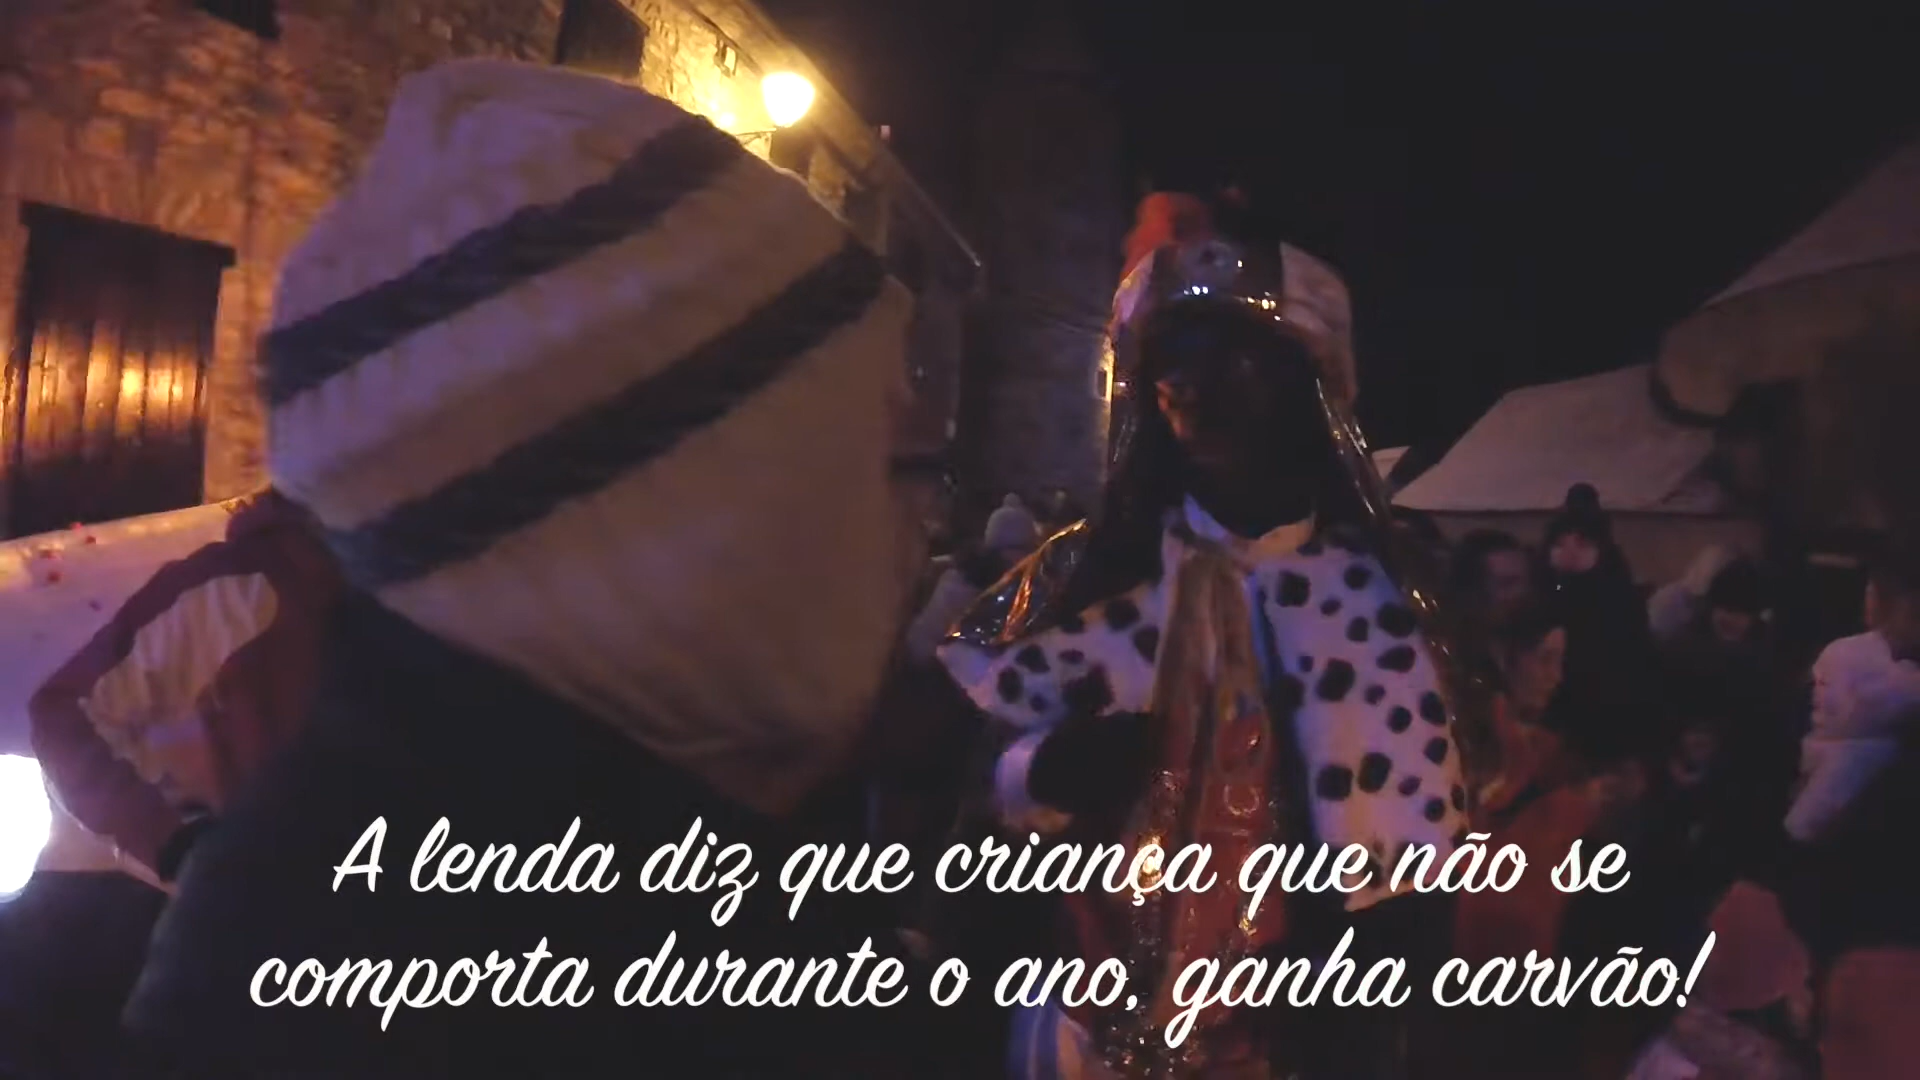 A lenda diz que criança que não se
comporta durante o ano, ganha carvão!